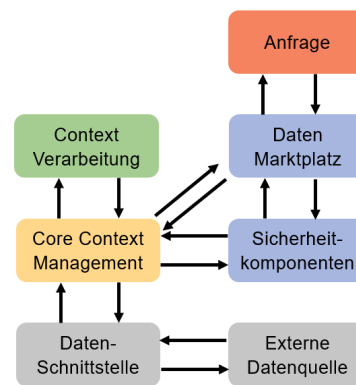 Anfrage
Context
Verarbeitung
Daten
Marktplatz
Core Context
Management
Sicherheit-
komponenten
Daten-
Schnittstelle
Externe
Datenquelle